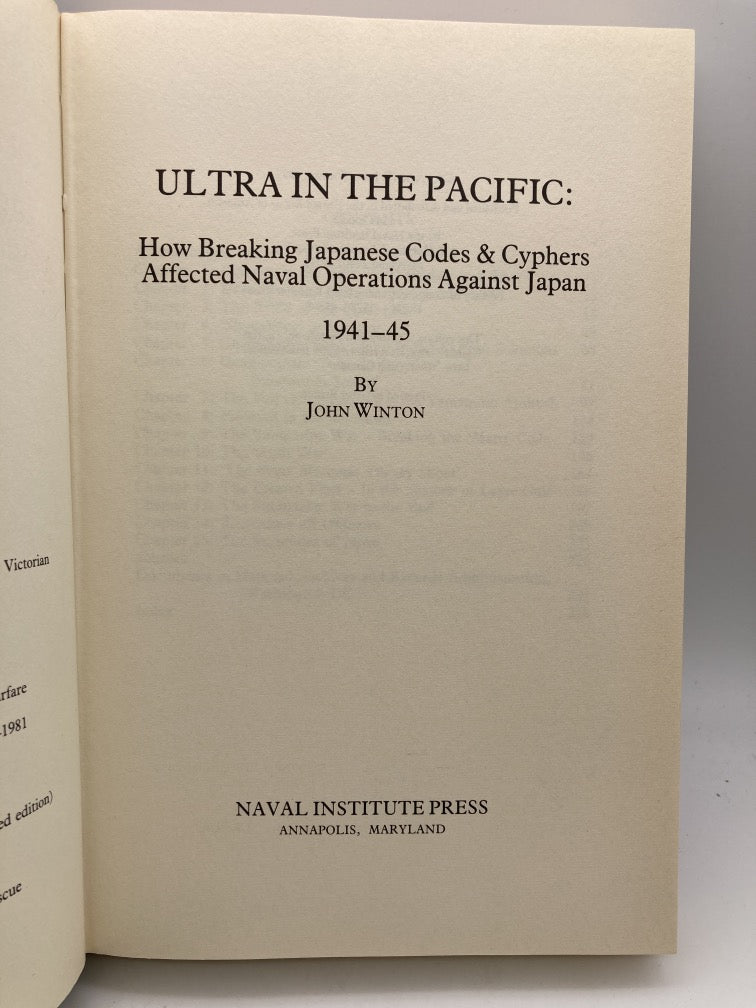 Victorian
rfare
-1981
ed edition)
scue
ULTRA IN THE PACIFIC:
How Breaking Japanese Codes & Cyphers
Affected Naval Operations Against Japan
1941–45
BY
JOHN WINTON
NAVAL INSTITUTE PRESS
ANNAPOLIS, MARYLAND